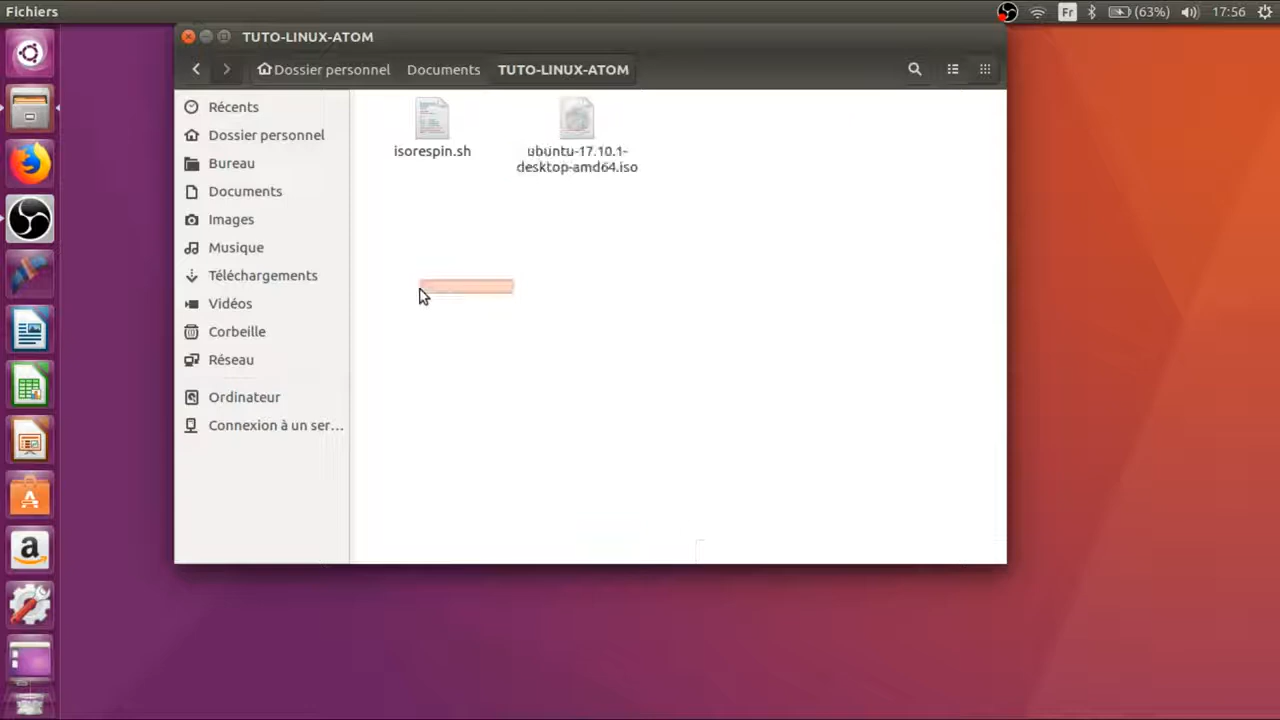 Fichiers
Fr
(63%)
17:56
TUTO-LINUX-ATOM
Dossier personnel
Documents
TUTO-LINUX-ATOM
Récents
Dossier personnel
Bureau
Documents
Images
Musique
Téléchargements
Vidéos
Corbeille
Réseau
Ordinateur
Connexion à un ser…
isorespin.sh
ubuntu-17.10.1-
desktop-amd64.iso